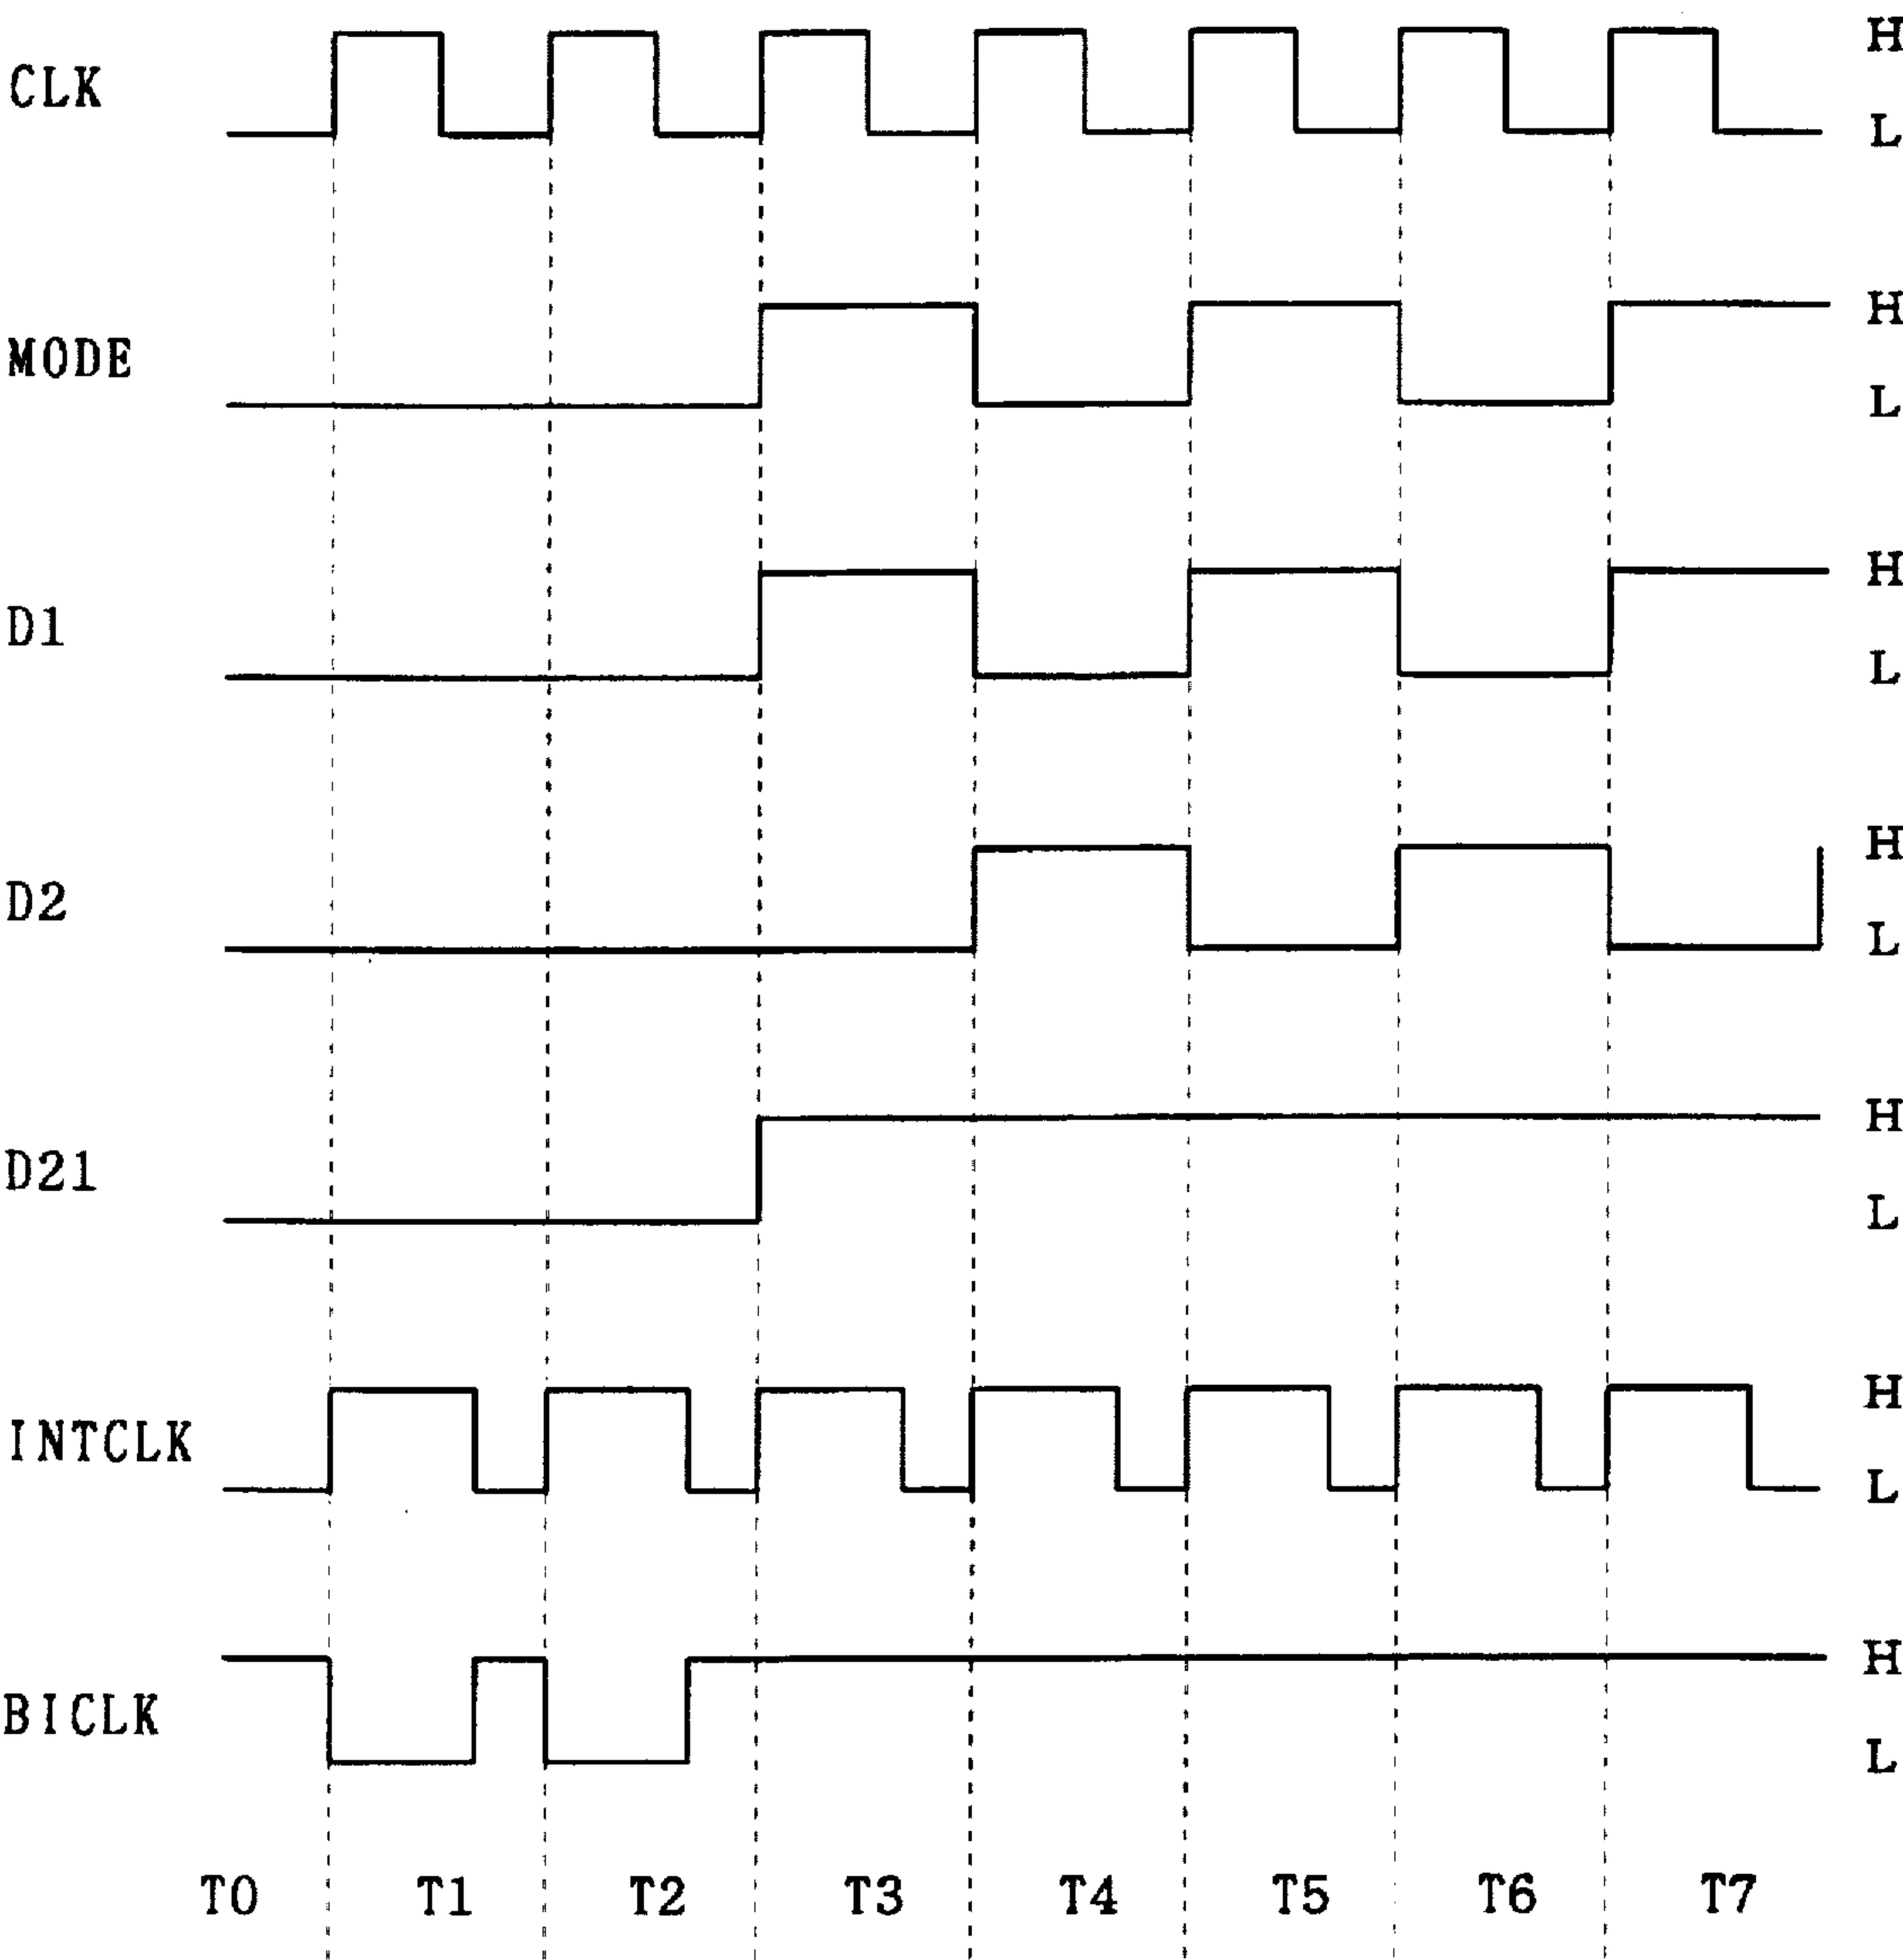 CLK H
L
MODE H
L
D1 H
L
D2 H
L
D21 H
L
INTCLK H
L
BICLK H
L
T0 T1 T2 T3 T4 T5 T6 T7